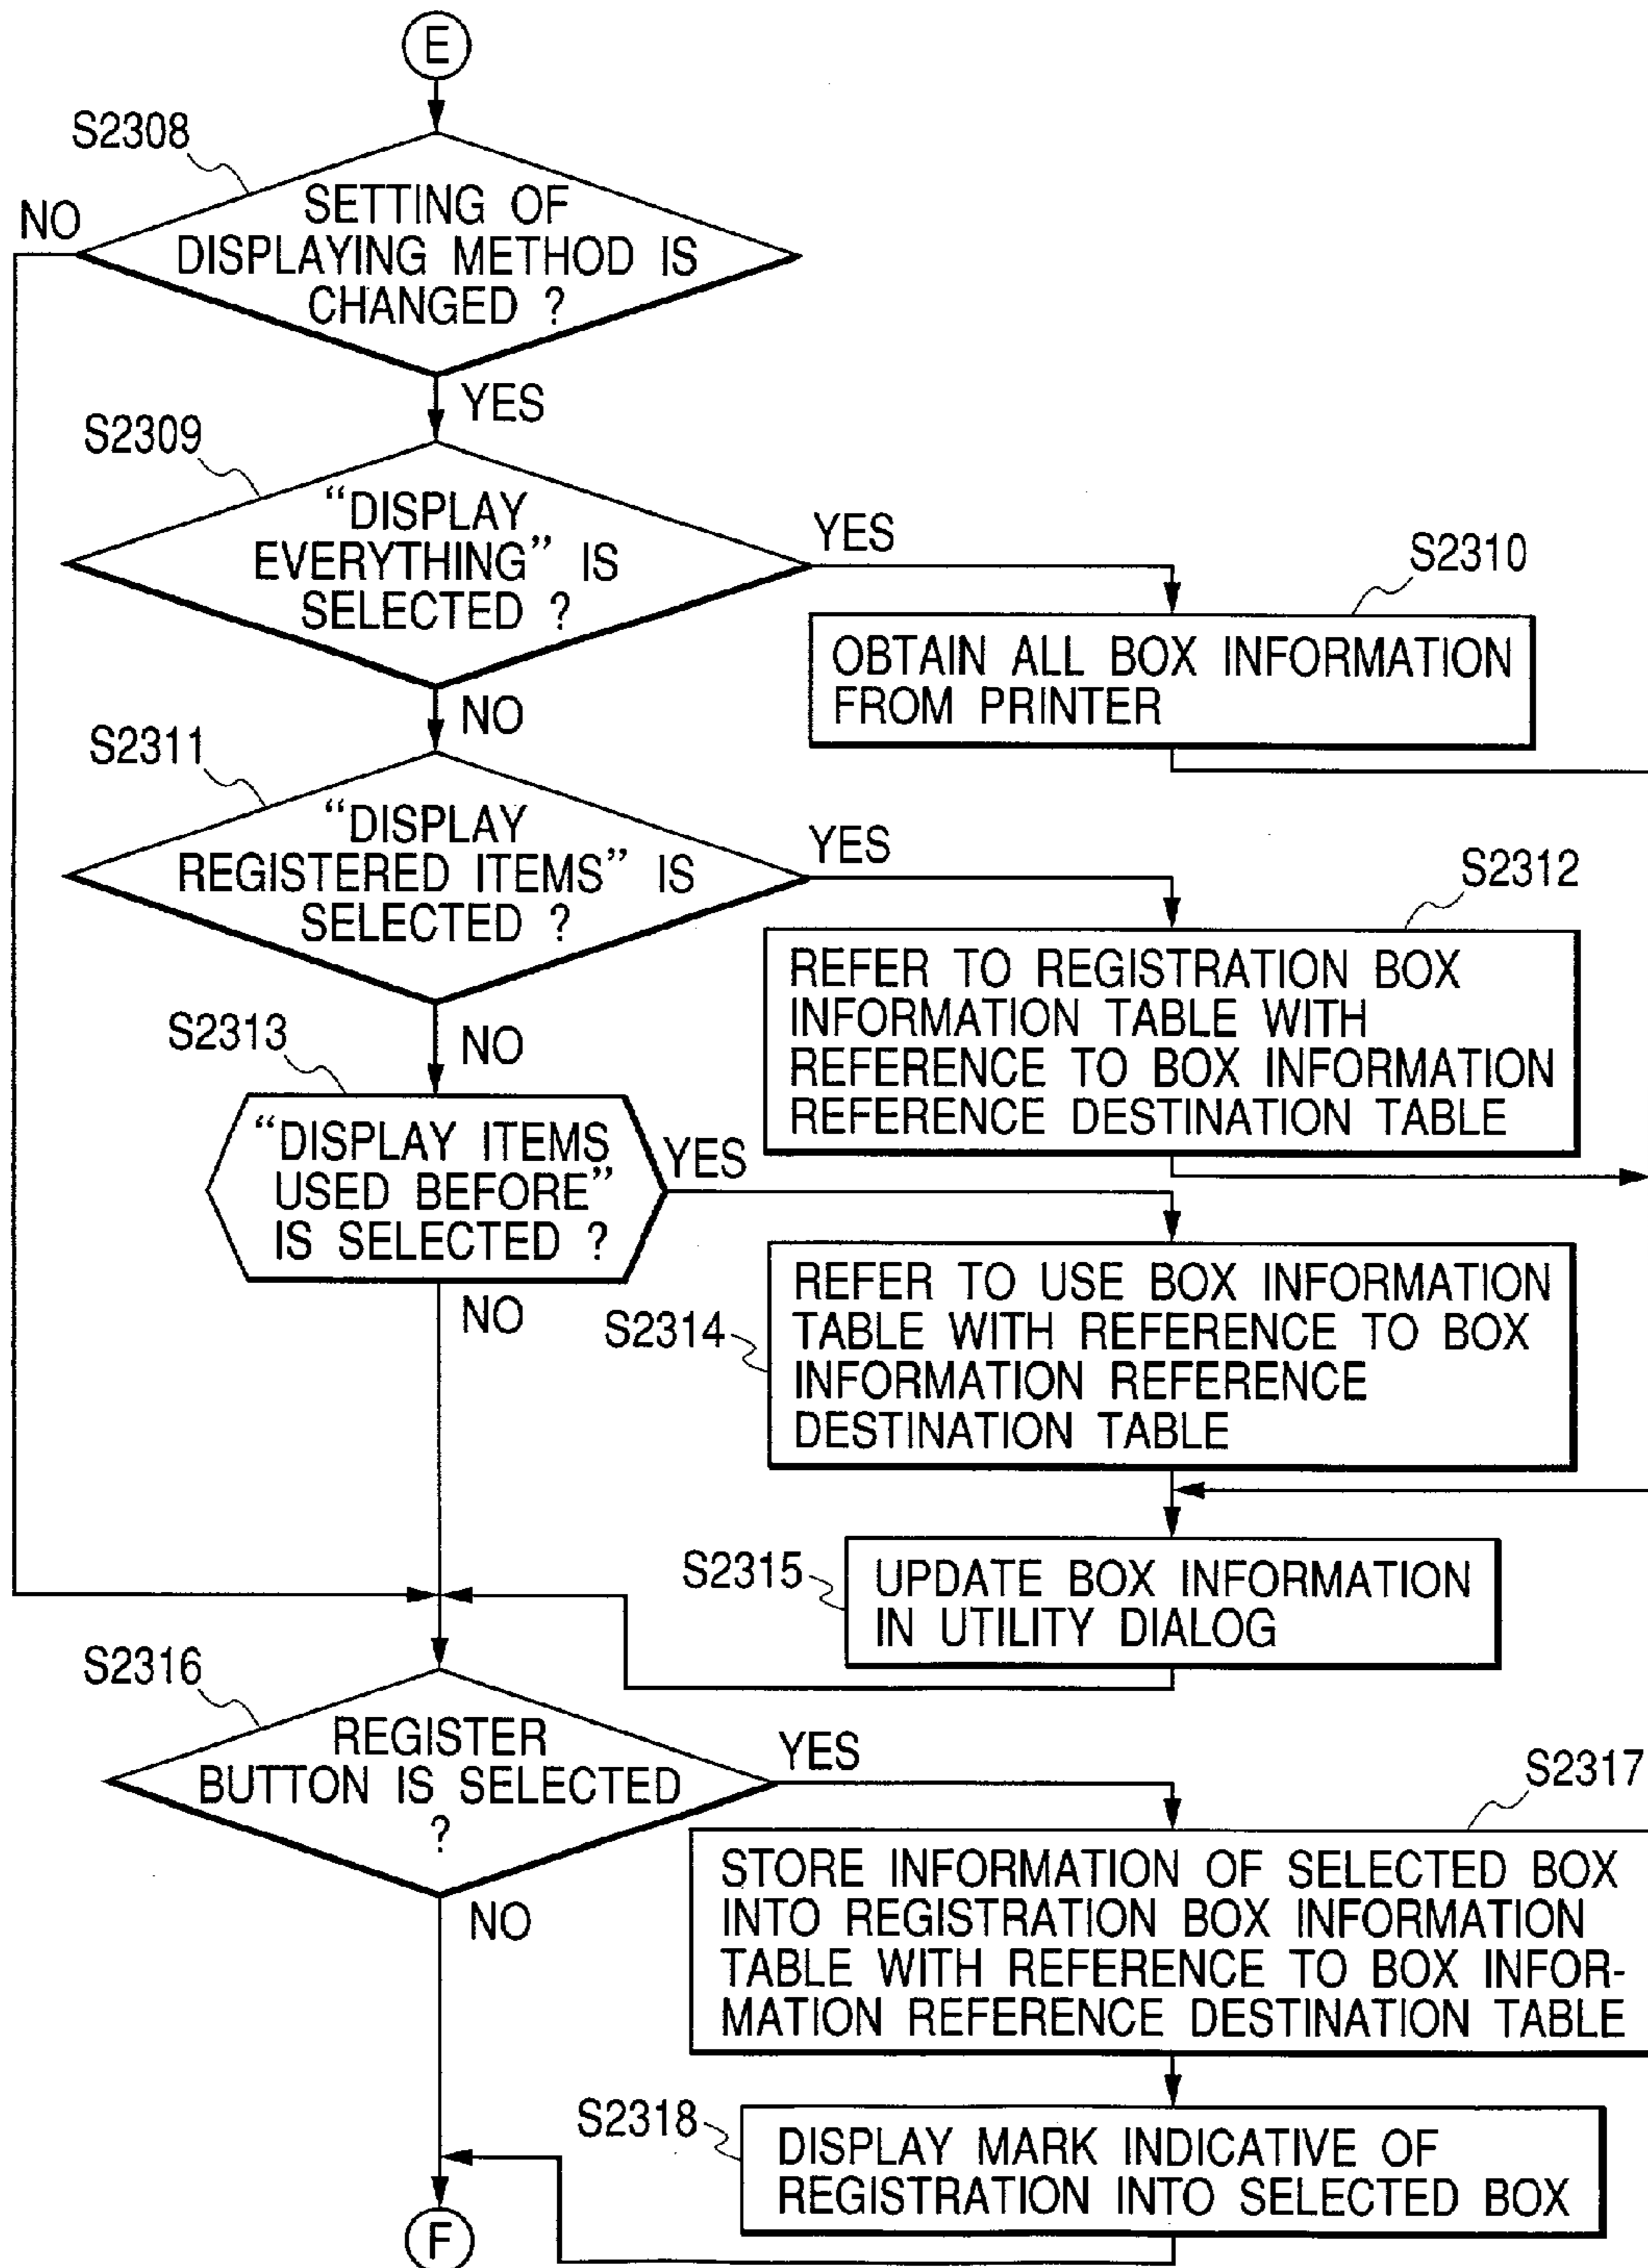 E
S2308
SETTING OF
DISPLAYING METHOD IS
CHANGED ?
NO
YES
S2309
“DISPLAY
EVERYTHING” IS
SELECTED ?
YES
NO
S2310
OBTAIN ALL BOX INFORMATION
FROM PRINTER
S2311
“DISPLAY
REGISTERED ITEMS” IS
SELECTED ?
YES
NO
S2312
REFER TO REGISTRATION BOX
INFORMATION TABLE WITH
REFERENCE TO BOX INFORMATION
REFERENCE DESTINATION TABLE
S2313
“DISPLAY ITEMS
USED BEFORE”
IS SELECTED ?
YES
NO
S2314
REFER TO USE BOX INFORMATION
TABLE WITH REFERENCE TO BOX
INFORMATION REFERENCE
DESTINATION TABLE
S2315
UPDATE BOX INFORMATION
IN UTILITY DIALOG
S2316
REGISTER
BUTTON IS SELECTED
?
YES
NO
S2317
STORE INFORMATION OF SELECTED BOX
INTO REGISTRATION BOX INFORMATION
TABLE WITH REFERENCE TO BOX INFOR-
MATION REFERENCE DESTINATION TABLE
S2318
DISPLAY MARK INDICATIVE OF
REGISTRATION INTO SELECTED BOX
F